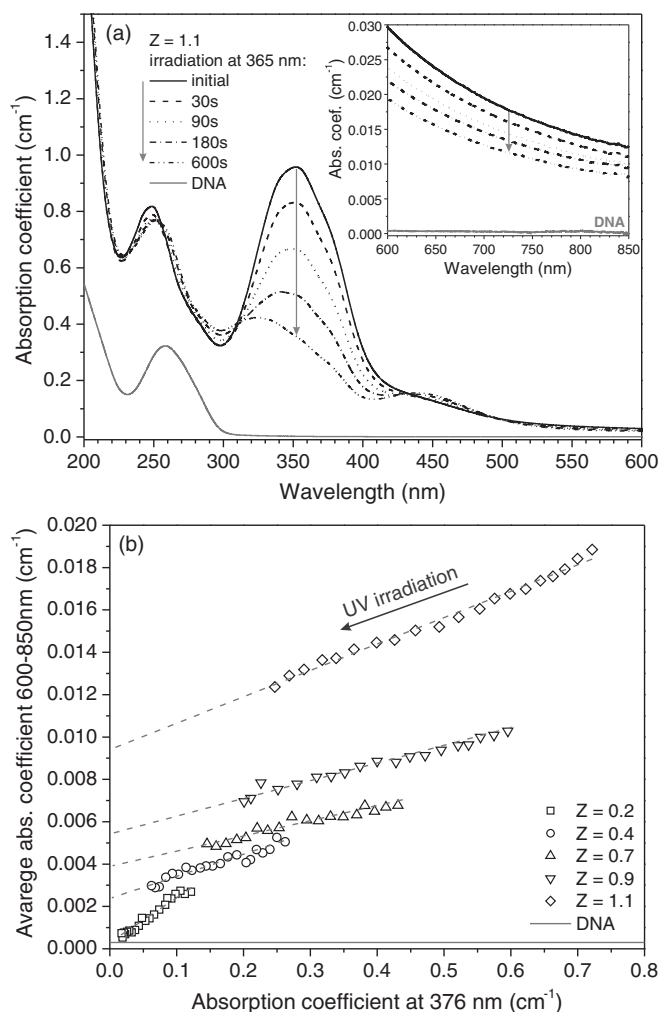 (a)
Z = 1.1
irradiation at 365 nm:
initial
30s
90s
180s
600s
DNA
1.4
1.2
1.0
0.8
0.6
0.4
0.2
0.0
Absorption coefficient (cm⁻¹)
200 250 300 350 400 450 500 550 600
Wavelength (nm)
0.030
0.025
0.020
0.015
0.010
0.005
0.000
Abs. coef. (cm⁻¹)
DNA
600 650 700 750 800 850
Wavelength (nm)
(b)
UV irradiation
0.020
0.018
0.016
0.014
0.012
0.010
0.008
0.006
0.004
0.002
0.000
Avarege abs. coefficient 600-850nm (cm⁻¹)
Z = 0.2
Z = 0.4
Z = 0.7
Z = 0.9
Z = 1.1
DNA
0.0 0.1 0.2 0.3 0.4 0.5 0.6 0.7 0.8
Absorption coefficient at 376 nm (cm⁻¹)